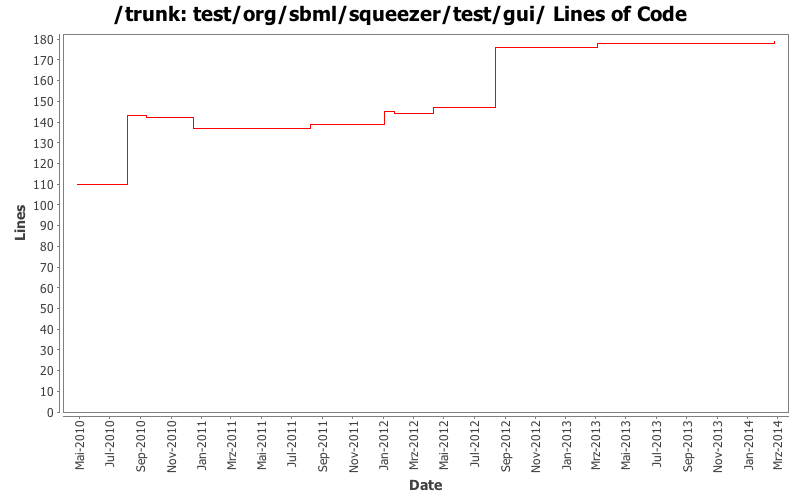 /trunk: test/org/sbml/squeezer/test/gui/ Lines of Code
Lines
180
170
160
150
140
130
120
110
100
90
80
70
60
50
40
30
20
10
0
Mai-2010
Jul-2010
Sep-2010
Nov-2010
Jan-2011
Mrz-2011
Mai-2011
Jul-2011
Sep-2011
Nov-2011
Jan-2012
Mrz-2012
Mai-2012
Jul-2012
Sep-2012
Nov-2012
Jan-2013
Mrz-2013
Mai-2013
Jul-2013
Sep-2013
Nov-2013
Jan-2014
Mrz-2014
Date